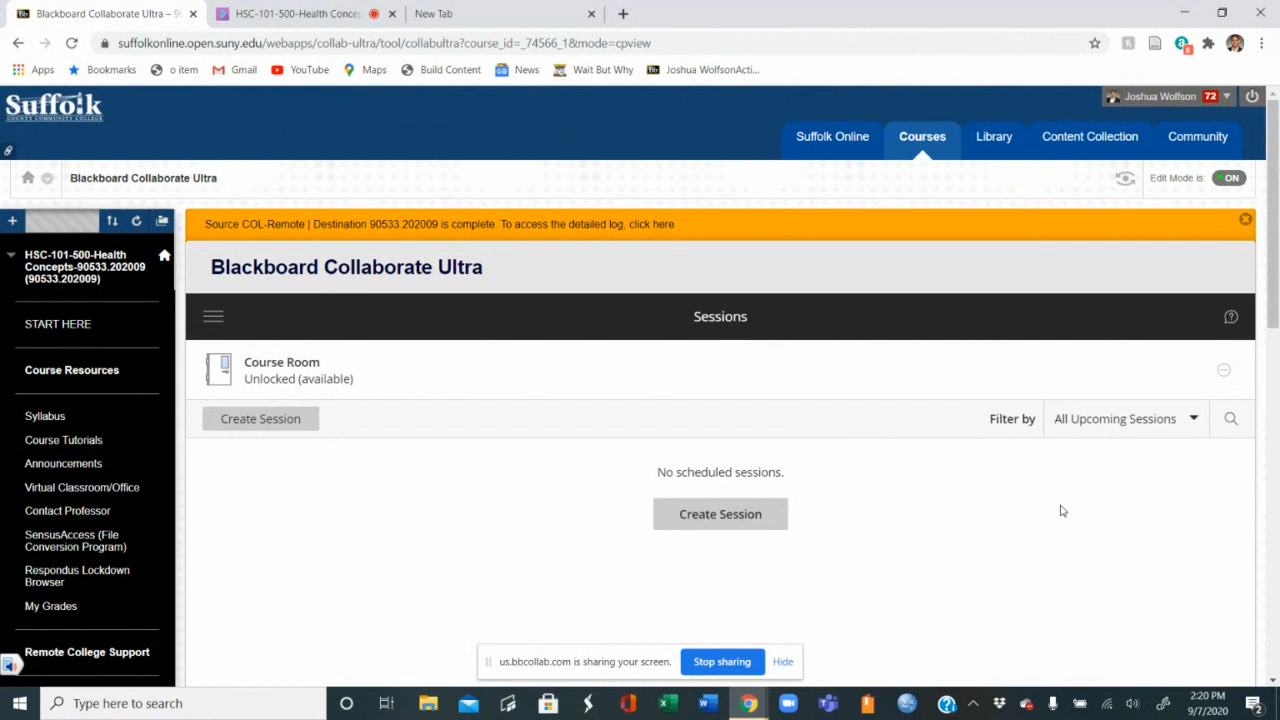 Blackboard Collaborate Ultra –
HSC-101-500-Health Concep
New Tab
suffolkonline.open.suny.edu/webapps/collab-ultra/tool/collabultra?course_id=_74566_1&mode=cpview
Apps
Bookmarks
o item
Gmail
YouTube
Maps
Build Content
News
Wait But Why
Joshua WolfsonActi...
Suffolk
COUNTY COMMUNITY COLLEGE
Joshua Wolfson 72
Suffolk Online
Courses
Library
Content Collection
Community
Blackboard Collaborate Ultra
Edit Mode is:
ON
Source COL-Remote | Destination 90533.202009 is complete. To access the detailed log, click here
HSC-101-500-Health
Concepts-90533.202009
(90533.202009)
START HERE
Course Resources
Syllabus
Course Tutorials
Announcements
Virtual Classroom/Office
Contact Professor
SensusAccess (File
Conversion Program)
Respondus Lockdown
Browser
My Grades
Remote College Support
Blackboard Collaborate Ultra
Sessions
Course Room
Unlocked (available)
Create Session
Filter by
All Upcoming Sessions
No scheduled sessions.
Create Session
us.bbcollab.com is sharing your screen.
Stop sharing
Hide
Type here to search
2:20 PM
9/7/2020
2